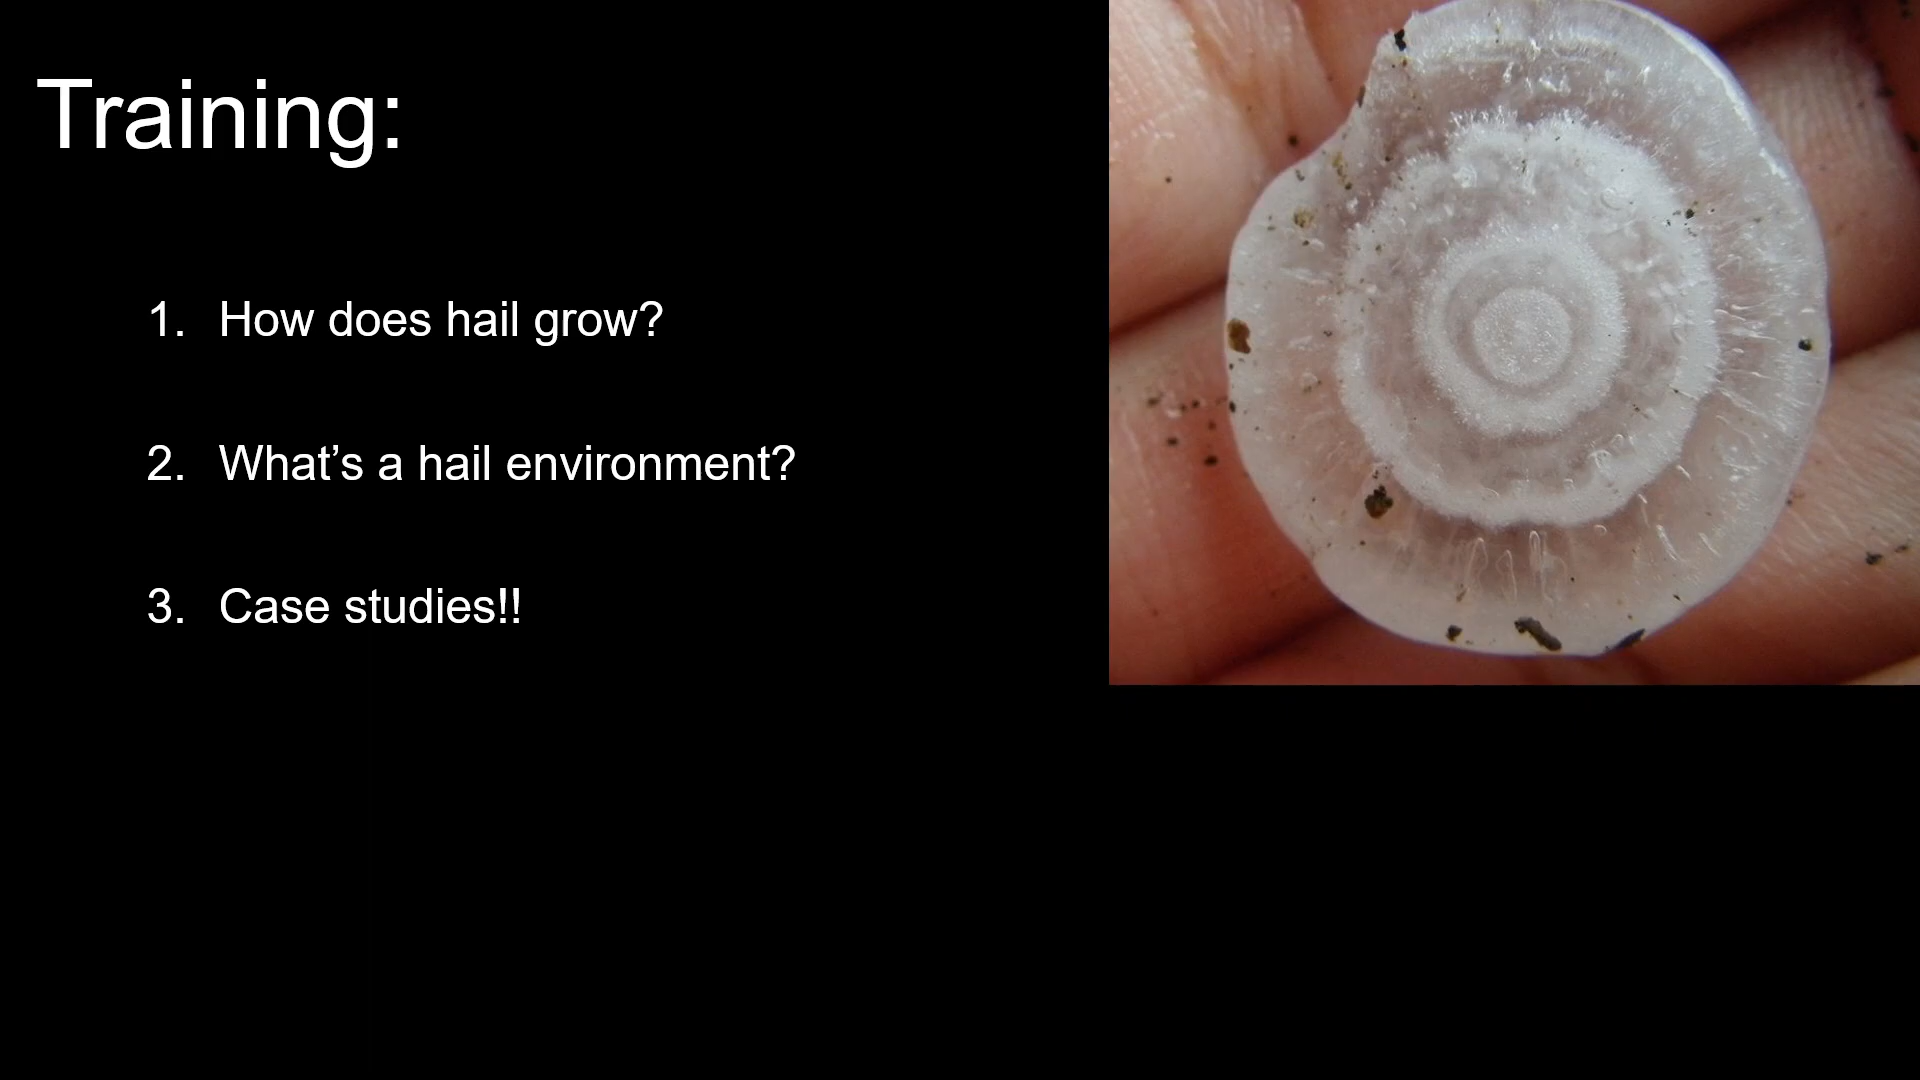 Training:
1. How does hail grow?
2. What’s a hail environment?
3. Case studies!!